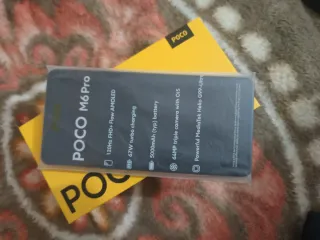 POCO
POCO M6 Pro
120Hz FHD+ Flow AMOLED
67W turbo charging
5000mAh (typ) battery
64MP triple camera with OIS
Powerful MediaTek Helio G99-Ultra
POC